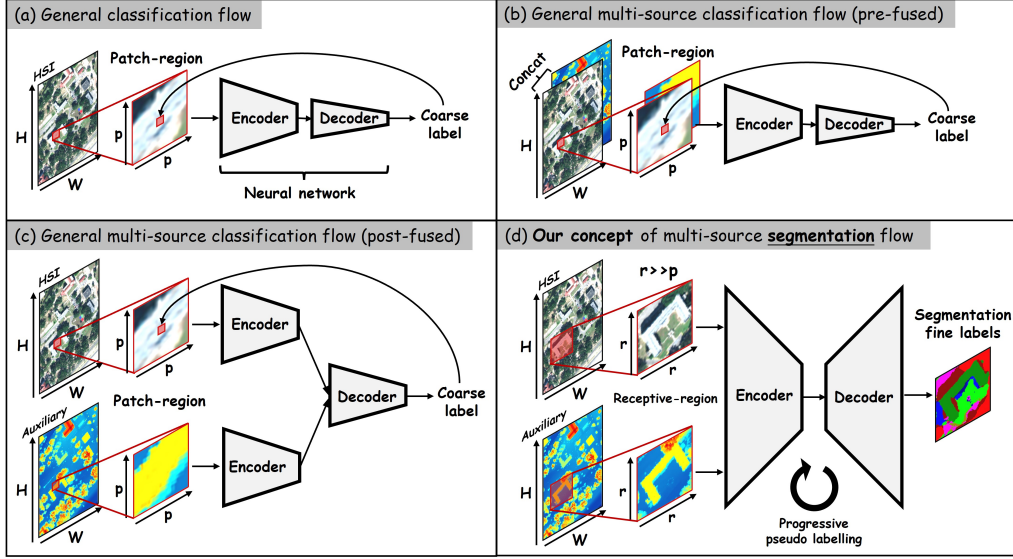 (a) General classification flow
HSI
Patch-region
H
W
p
p
Encoder
Decoder
Coarse
label
Neural network
(b) General multi-source classification flow (pre-fused)
Concat
Patch-region
H
W
p
p
Encoder
Decoder
Coarse
label
(c) General multi-source classification flow (post-fused)
HSI
H
W
p
p
Encoder
Decoder
Coarse
label
Auxiliary
Patch-region
H
W
p
p
Encoder
(d) Our concept of multi-source segmentation flow
HSI
r>>p
H
W
r
r
Receptive-region
Encoder
Decoder
Segmentation
fine labels
Auxiliary
H
W
r
r
Progressive
pseudo labelling